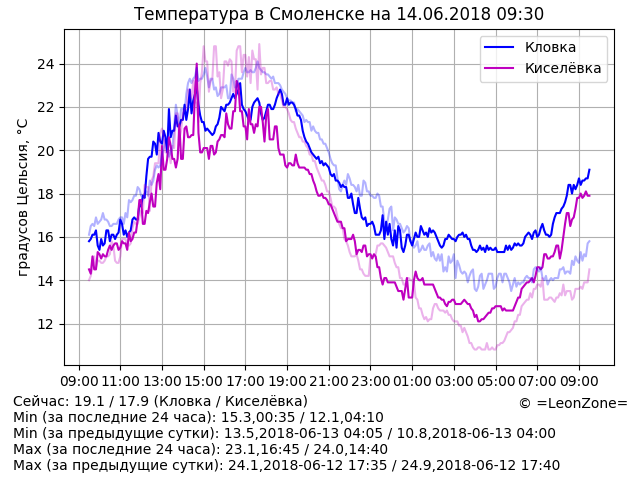 Температура в Смоленске на 14.06.2018 09:30
Кловка
Киселёвка
градусов Цельсия, °C
24
22
20
18
16
14
12
09:00 11:00 13:00 15:00 17:00 19:00 21:00 23:00 01:00 03:00 05:00 07:00 09:00
Сейчас: 19.1 / 17.9 (Кловка / Киселёвка)
© =LeonZone=
Min (за последние 24 часа): 15.3,00:35 / 12.1,04:10
Min (за предыдущие сутки): 13.5,2018-06-13 04:05 / 10.8,2018-06-13 04:00
Max (за последние 24 часа): 23.1,16:45 / 24.0,14:40
Max (за предыдущие сутки): 24.1,2018-06-12 17:35 / 24.9,2018-06-12 17:40